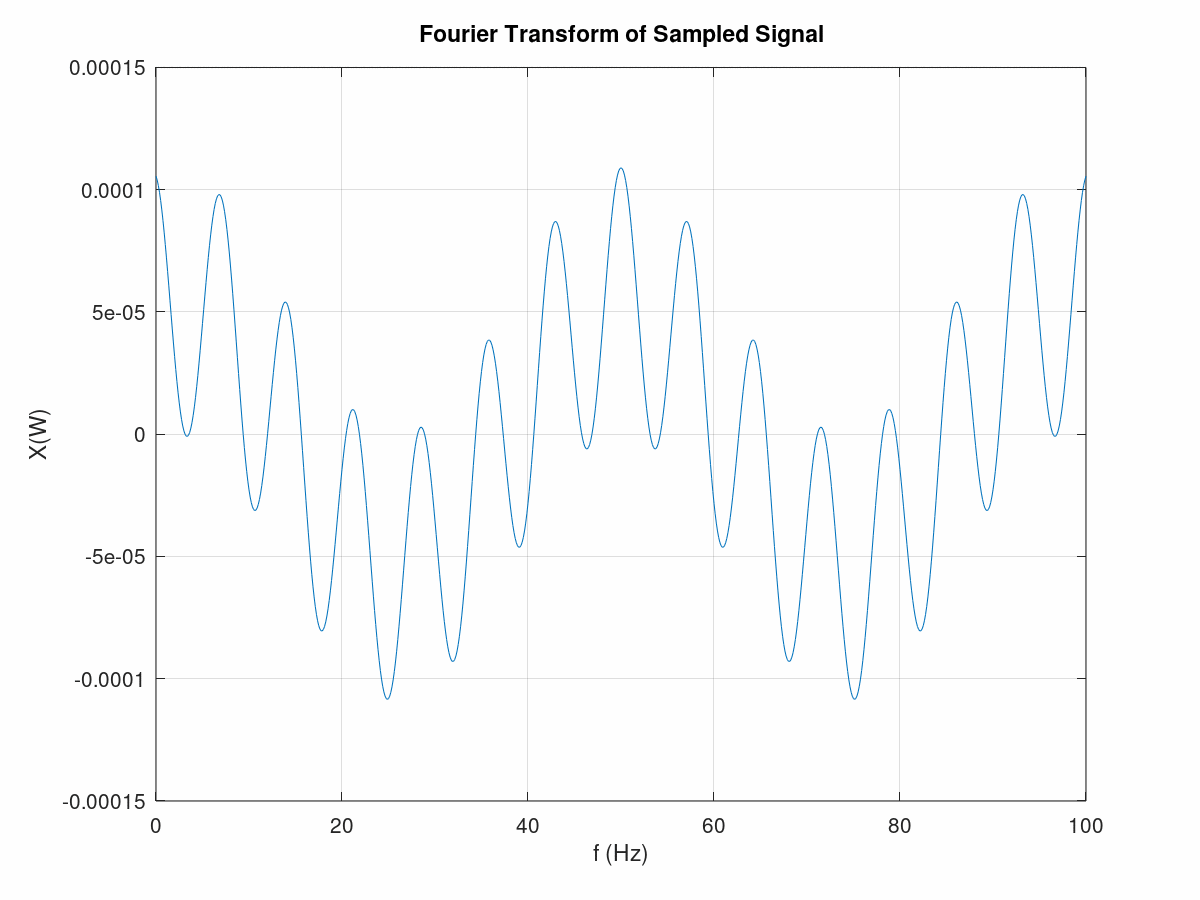 Fourier Transform of Sampled Signal
0.00015
0.0001
5e-05
0
-5e-05
-0.0001
-0.00015
X(W)
0 20 40 60 80 100
f (Hz)